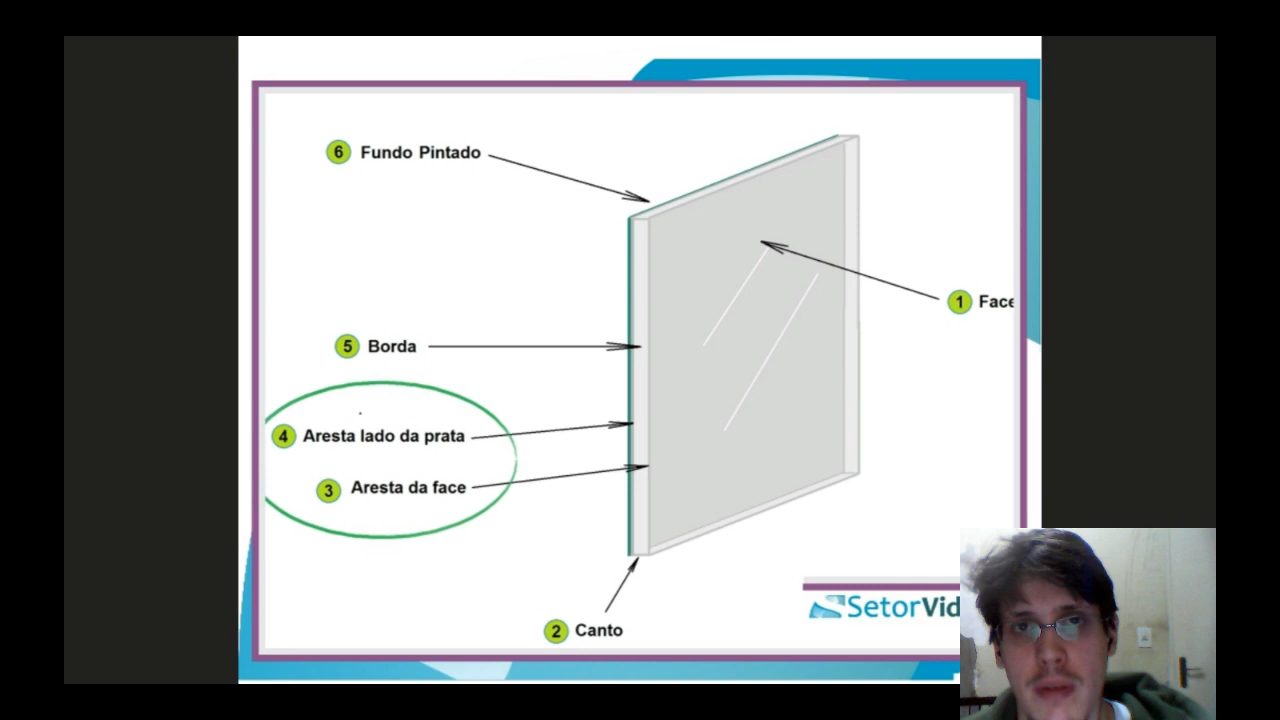 6 Fundo Pintado
1 Face
5 Borda
4 Aresta lado da prata
3 Aresta da face
SetorVid
2 Canto